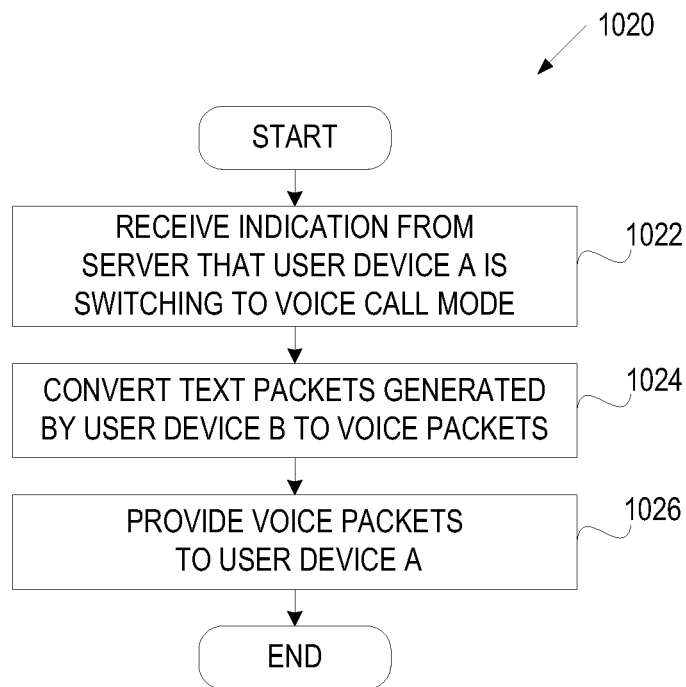 1020
START
RECEIVE INDICATION FROM
SERVER THAT USER DEVICE A IS
SWITCHING TO VOICE CALL MODE
1022
CONVERT TEXT PACKETS GENERATED
BY USER DEVICE B TO VOICE PACKETS
1024
PROVIDE VOICE PACKETS
TO USER DEVICE A
1026
END